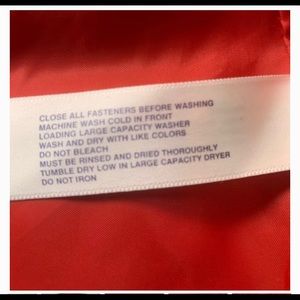 CLOSE ALL FASTENERS BEFORE WASHING
MACHINE WASH COLD IN FRONT
LOADING LARGE CAPACITY WASHER
WASH AND DRY WITH LIKE COLORS
DO NOT BLEACH
MUST BE RINSED AND DRIED THOROUGHLY
TUMBLE DRY LOW IN LARGE CAPACITY DRYER
DO NOT IRON